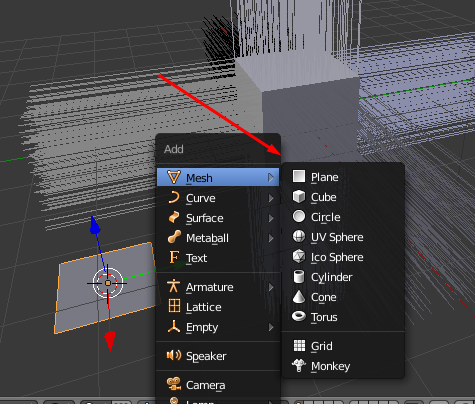 Add
Mesh
Curve
Surface
Metaball
Text
Armature
Lattice
Empty
Speaker
Camera
Lamp
Plane
Cube
Circle
UV Sphere
Ico Sphere
Cylinder
Cone
Torus
Grid
Monkey